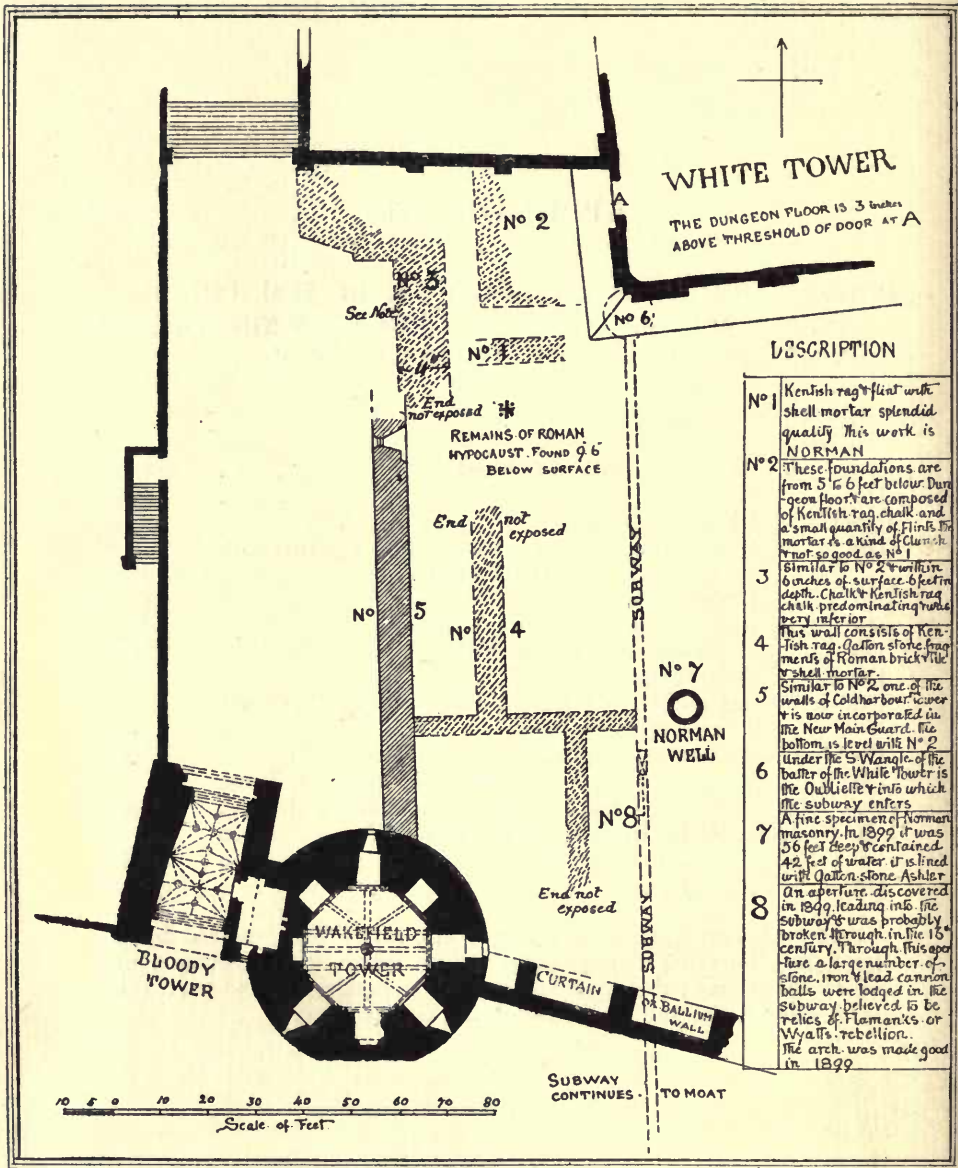 WHITE TOWER
THE DUNGEON FLOOR IS 3 inches
ABOVE THRESHOLD OF DOOR AT A
A
No 2
No 3
See Note
4'
No 1
No 6
End
not exposed
REMAINS OF ROMAN
HYPOCAUST. FOUND 9'.6"
BELOW SURFACE
End not
exposed
SUBWAY
No 5
No 4
No 7
NORMAN
WELL
No 8
End not
exposed
SUBWAY
BLOODY
TOWER
WAKEFIELD
TOWER
CURTAIN
OR BALLIUM
WALL
SUBWAY
CONTINUES. TO MOAT
10 5 0 10 20 30 40 50 60 70 80
Scale of Feet
DESCRIPTION
No 1 Kentish rag & flint with
shell mortar splendid
quality This work is
NORMAN
No 2 These foundations are
from 5 to 6 feet below Dun
-geon floor & are composed
of Kentish rag, chalk and
a small quantity of Flints the
mortar is a kind of Clunch
& not so good as No 1
3 Similar to No 2 & within
6 inches of surface 6 feet in
depth. Chalk & Kentish rag
chalk predominating & was
very inferior
4 This wall consists of Ken-
-tish rag. Gatton stone, frag
ments of Roman brick & tile
& shell mortar.
5 Similar to No 2 one of the
walls of Coldharbour tower
& is now incorporated in
the New Main Guard. the
bottom is level with No 2
6 Under the S.W angle of the
batter of the White Tower is
the Oubliette & into which
the subway enters
7 A fine specimen of Norman
masonry. In 1899 it was
56 feet deep & contained
42 feet of water it is lined
with Gatton stone Ashler
8 An aperture discovered
in 1899, leading into the
subway & was probably
broken through in the 16th
century. Through this aper
-ture a large number of
stone, iron & lead cannon
balls were lodged in the
subway believed to be
relics of Flamank's or
Wyatt's rebellion.
The arch was made good
in 1899